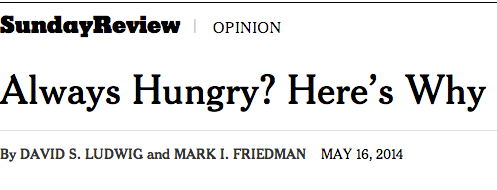 SundayReview | OPINION
Always Hungry? Here's Why
By DAVID S. LUDWIG and MARK I. FRIEDMAN MAY 16, 2014